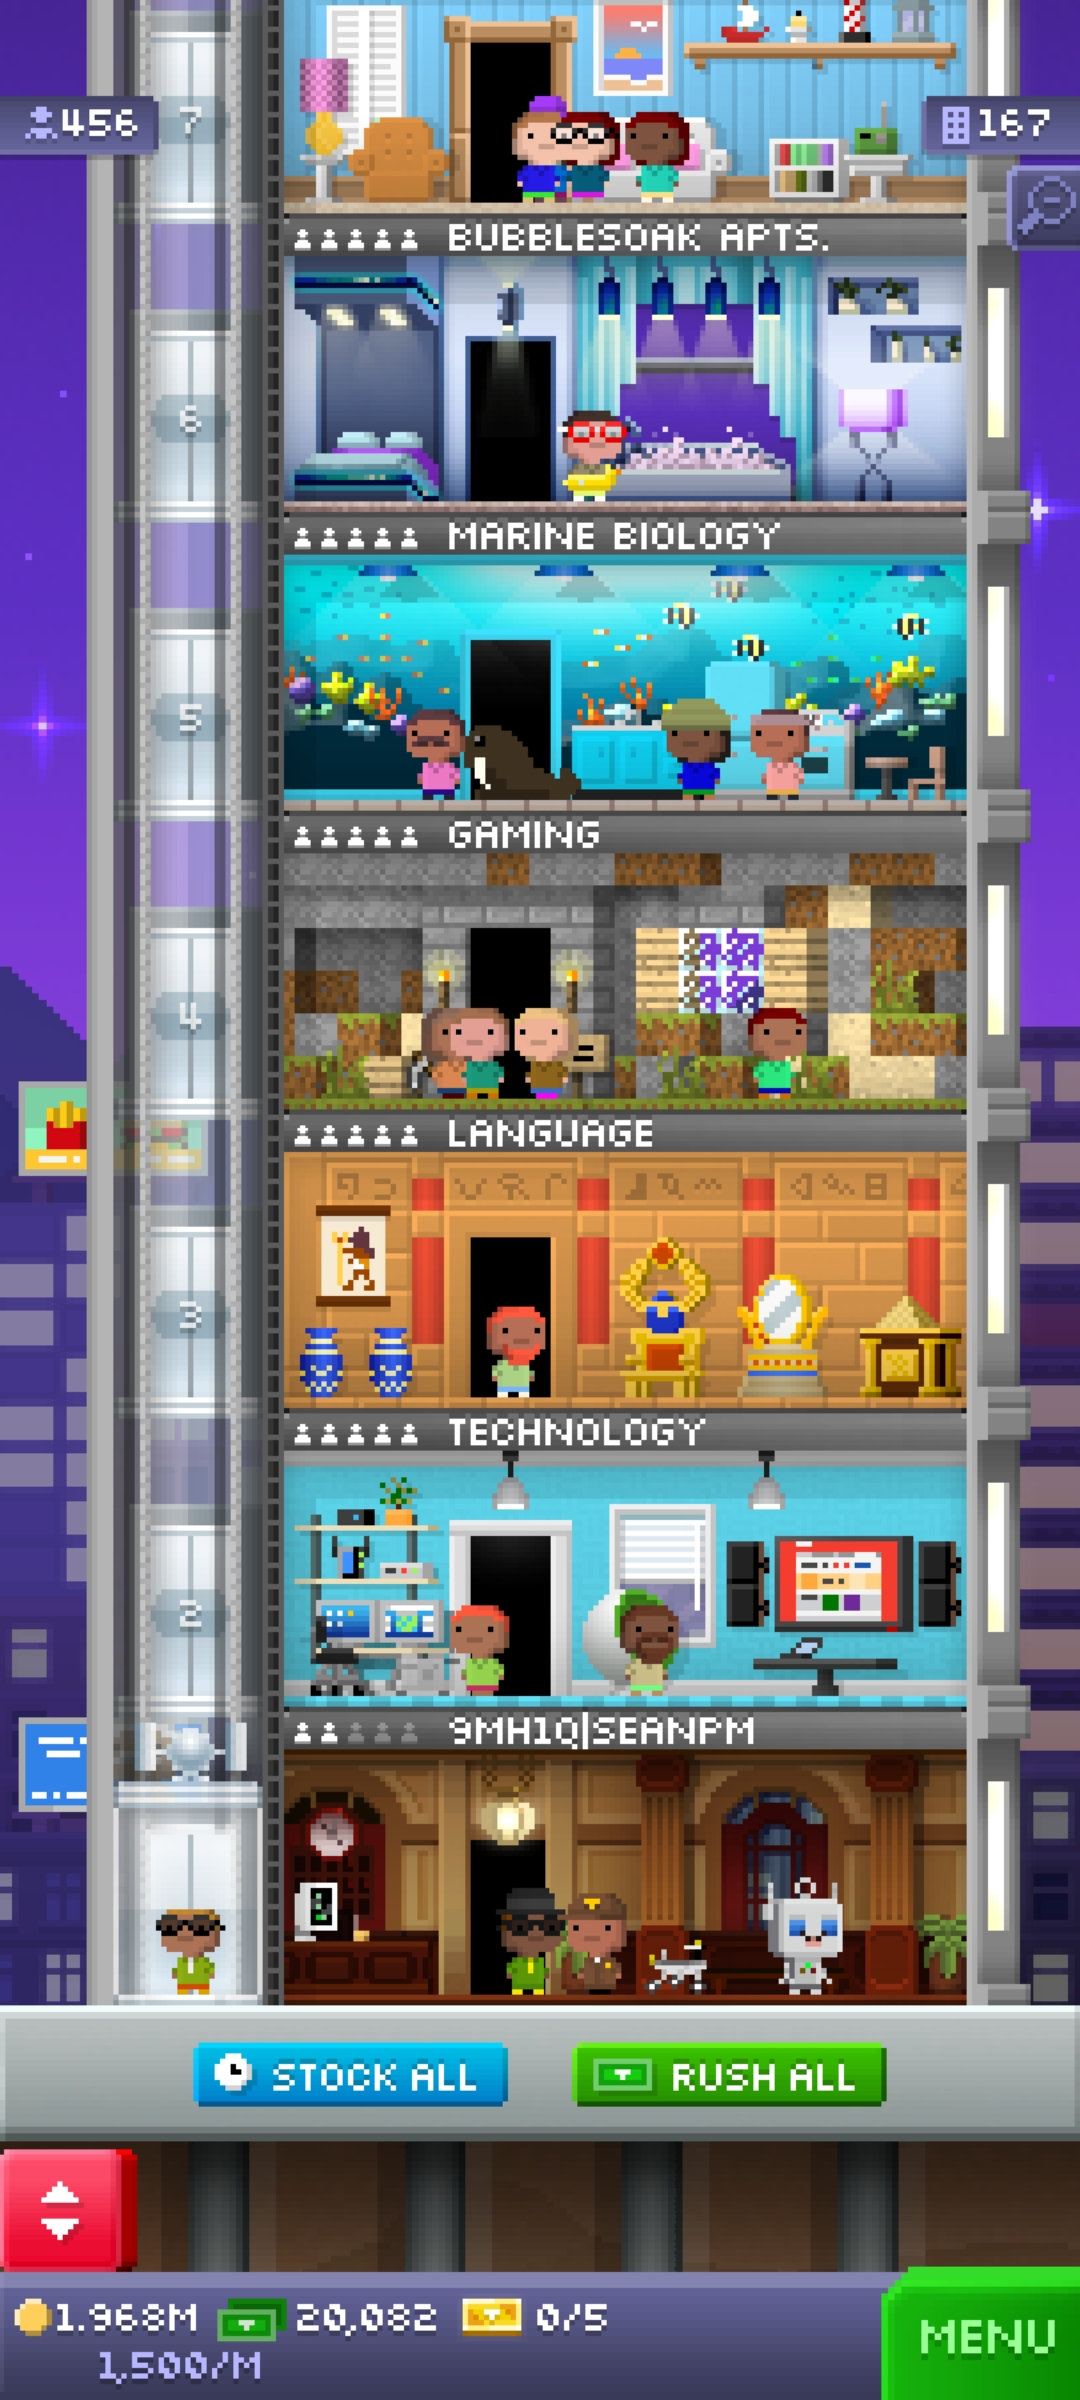 7
456
167
BUBBLESOAK APTS.
6
MARINE BIOLOGY
5
GAMING
4
LANGUAGE
3
TECHNOLOGY
2
9MH1Q|SEANPM
STOCK ALL
RUSH ALL
1.968M
20,082
0/5
1,500/M
MENU